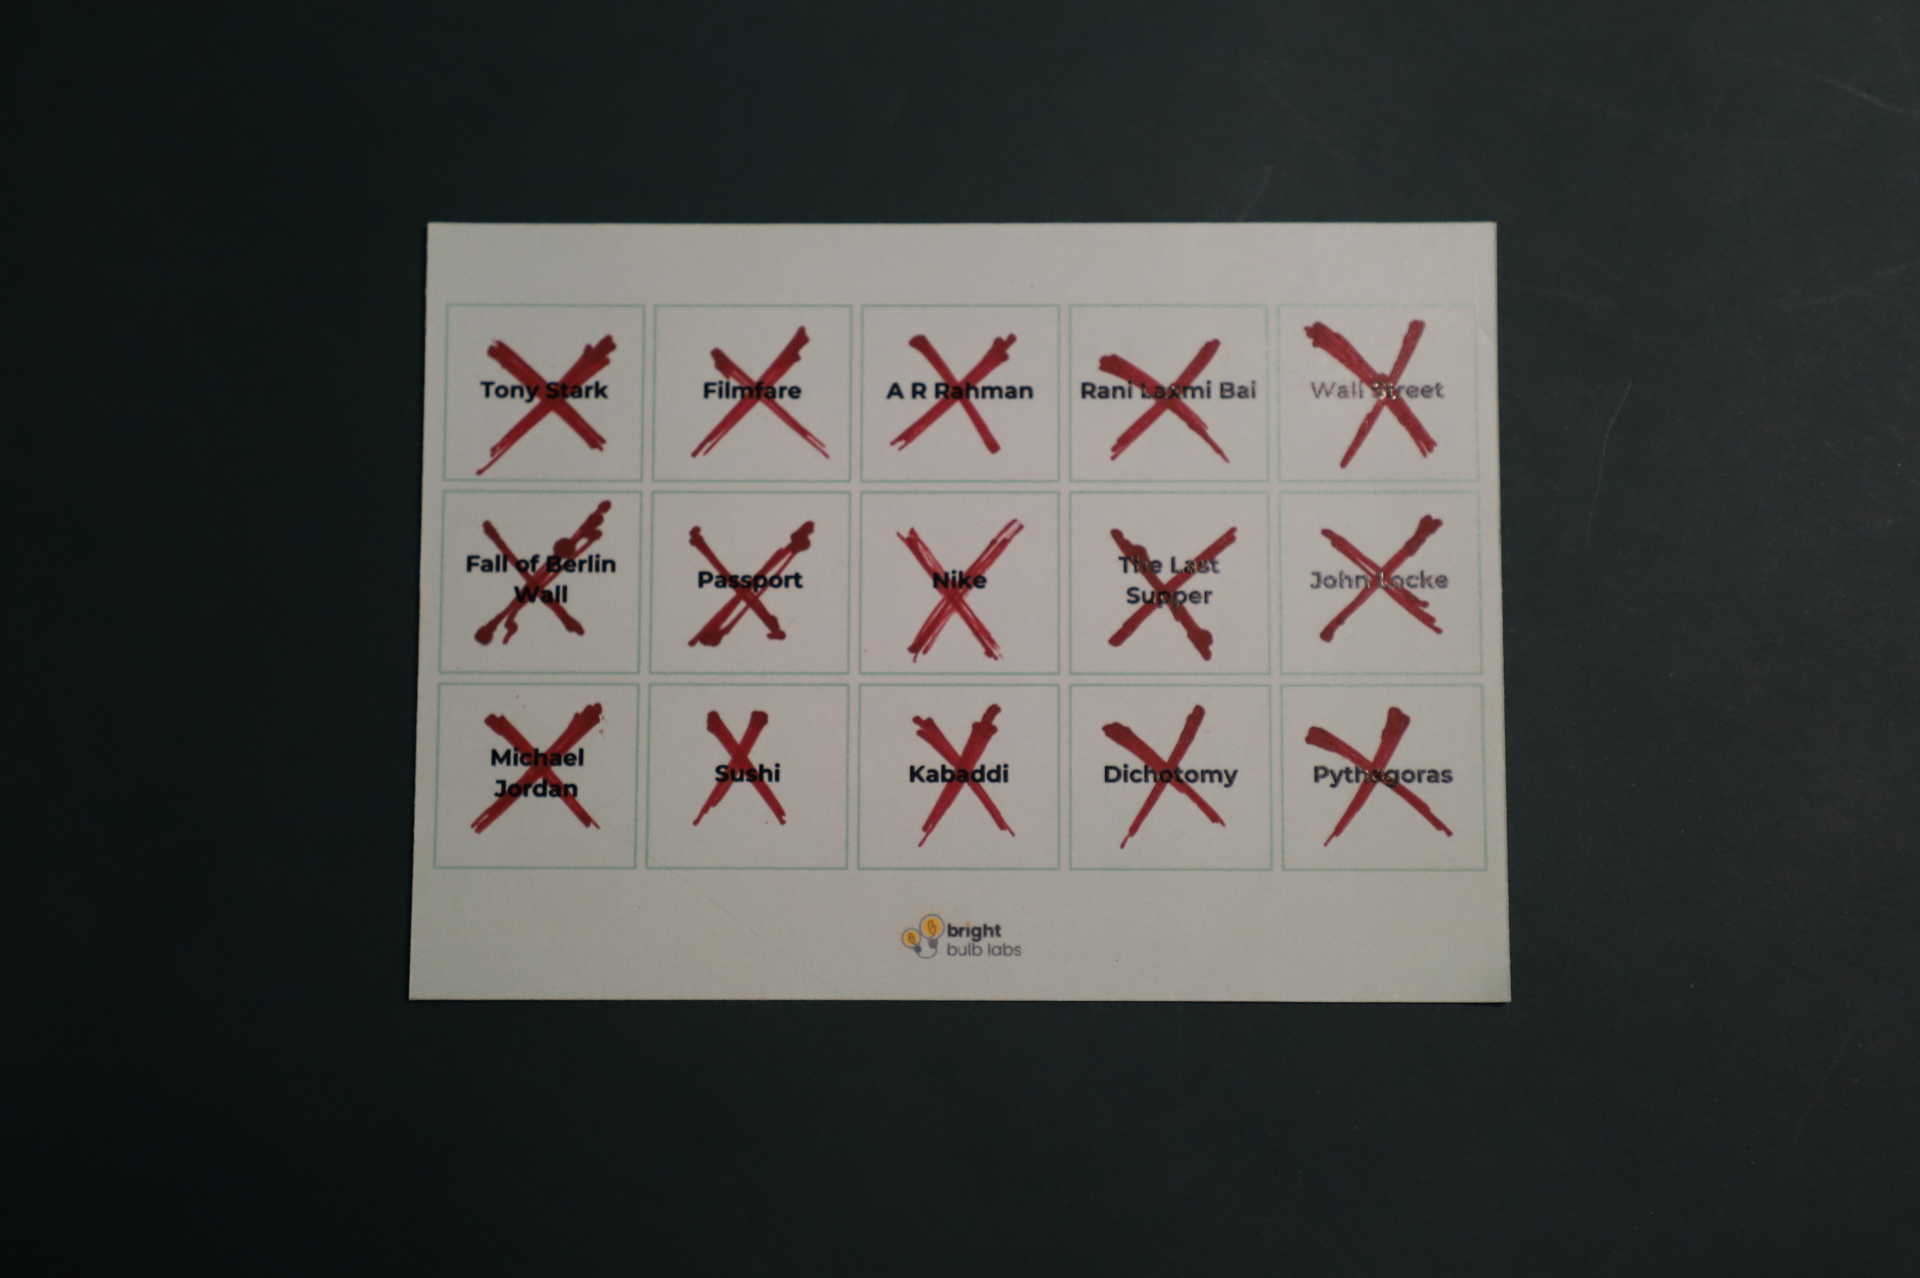 Tony Stark
Filmfare
A R Rahman
Rani Laxmi Bai
Wall Street
Fall of Berlin
Wall
Passport
Nike
The Last
Supper
John Locke
Michael
Jordan
Sushi
Kabaddi
Dichotomy
Pythagoras
bright
bulb labs